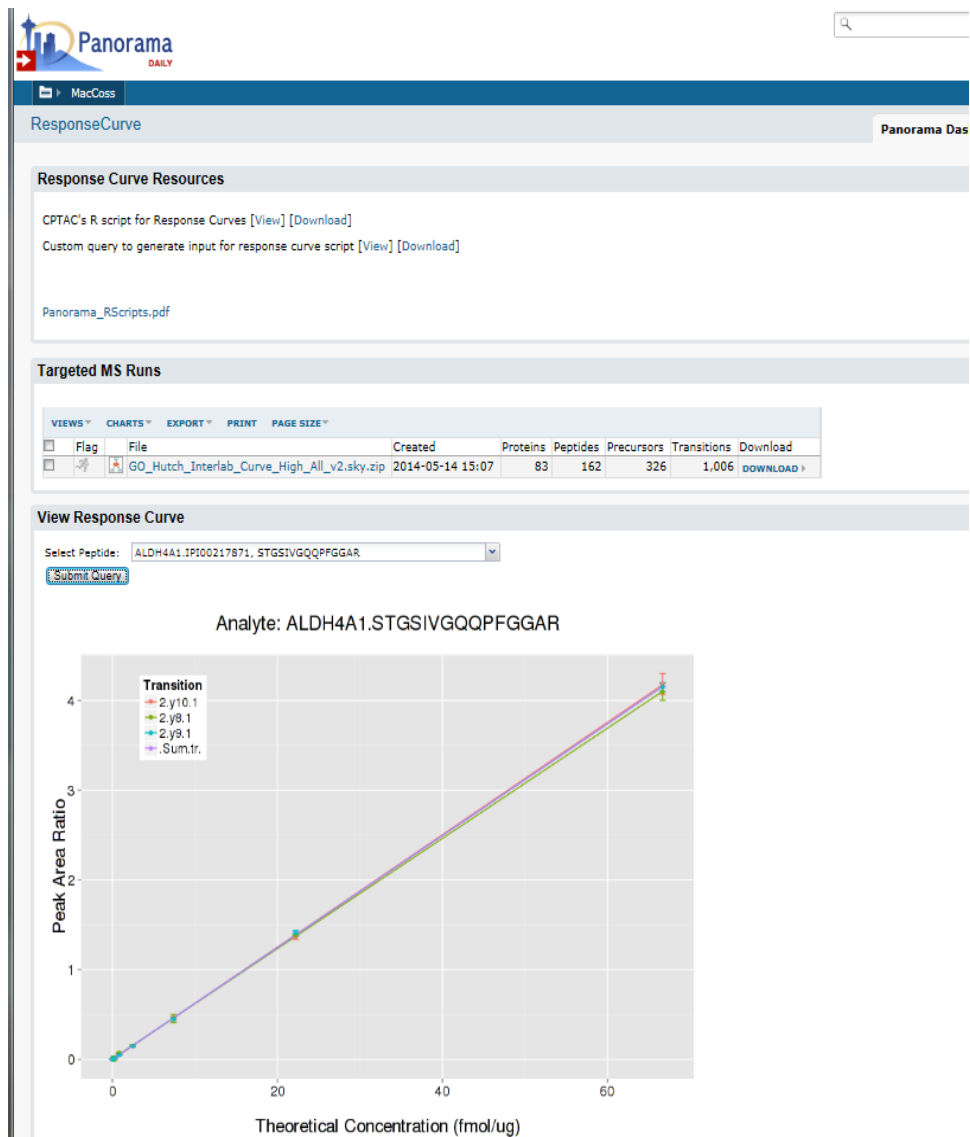 Panorama
DAILY
MacCoss
ResponseCurve
Panorama Das
Response Curve Resources
CPTAC's R script for Response Curves [View] [Download]
Custom query to generate input for response curve script [View] [Download]
Panorama_RScripts.pdf
Targeted MS Runs
VIEWS CHARTS EXPORT PRINT PAGE SIZE
Flag File Created Proteins Peptides Precursors Transitions Download
GO_Hutch_Interlab_Curve_High_All_v2.sky.zip 2014-05-14 15:07 83 162 326 1,006 DOWNLOAD
View Response Curve
Select Peptide: ALDH4A1.IPI00217871, STGSIVGQQPFGGAR
Submit Query
Analyte: ALDH4A1.STGSIVGQQPFGGAR
Transition
2.y10.1
2.y8.1
2.y9.1
.Sum.tr.
Peak Area Ratio
4
3
2
1
0
0 20 40 60
Theoretical Concentration (fmol/ug)